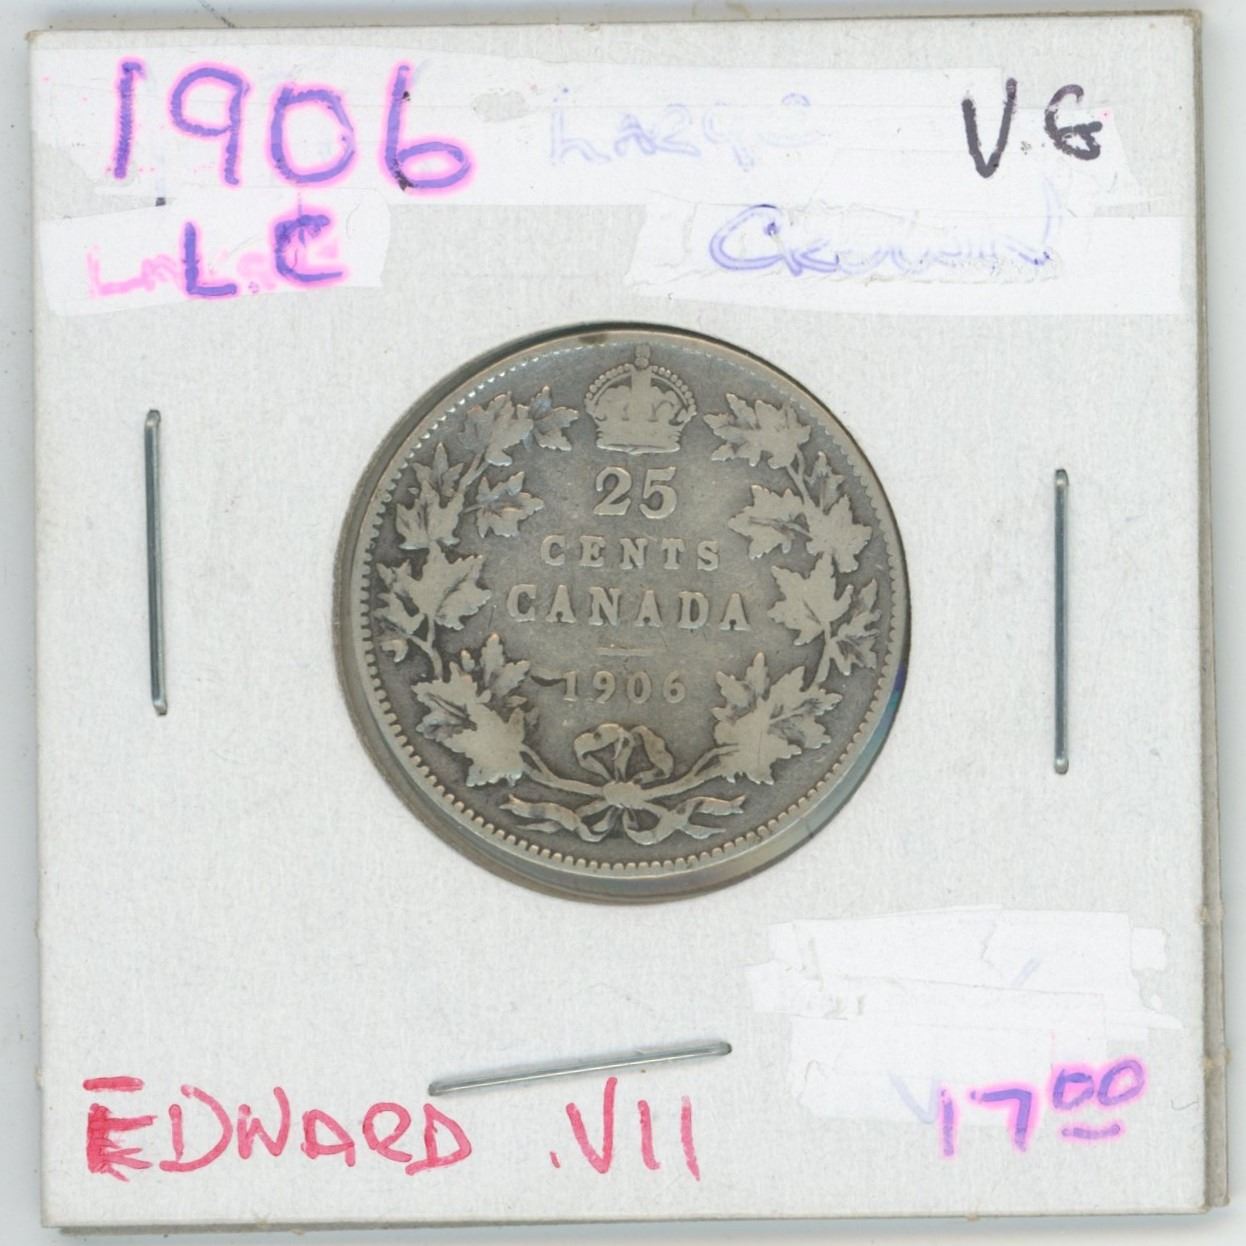 1906 Large V.G
L.C Crown
25
CENTS
CANADA
1906
EDWARD .VII 17.00